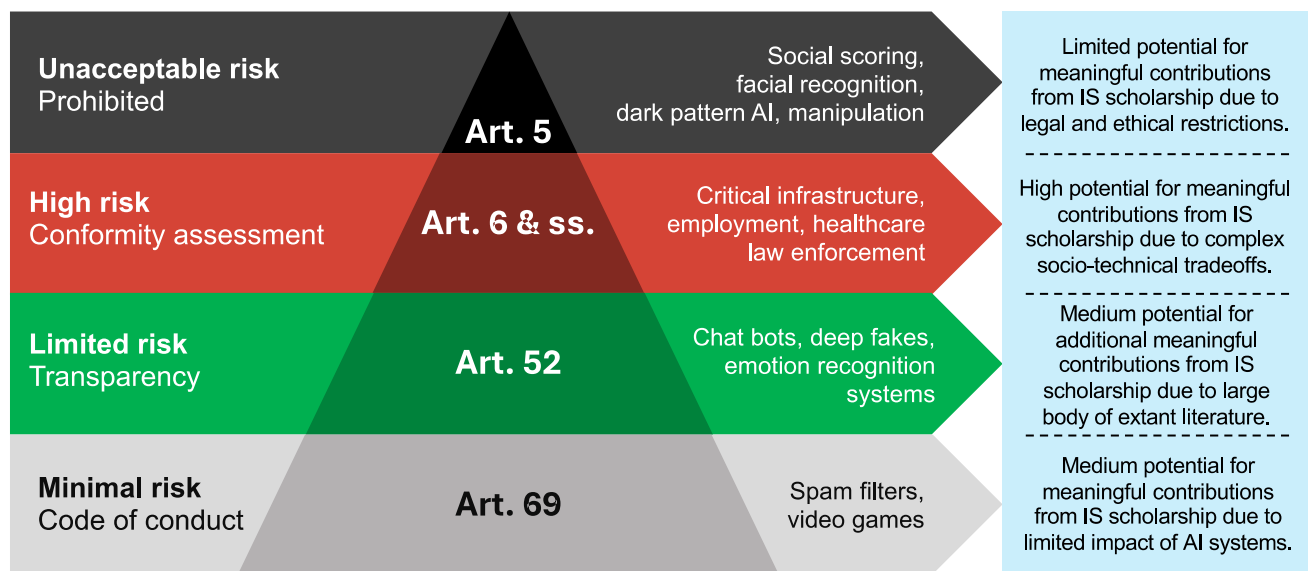 Unacceptable risk
Prohibited
Art. 5
Social scoring,
facial recognition,
dark pattern AI, manipulation
Limited potential for
meaningful contributions
from IS scholarship due to
legal and ethical restrictions.
High risk
Conformity assessment
Art. 6 & ss.
Critical infrastructure,
employment, healthcare
law enforcement
High potential for meaningful
contributions from IS
scholarship due to complex
socio-technical tradeoffs.
Limited risk
Transparency
Art. 52
Chat bots, deep fakes,
emotion recognition
systems
Medium potential for
additional meaningful
contributions from IS
scholarship due to large
body of extant literature.
Minimal risk
Code of conduct
Art. 69
Spam filters,
video games
Medium potential for
meaningful contributions
from IS scholarship due to
limited impact of AI systems.